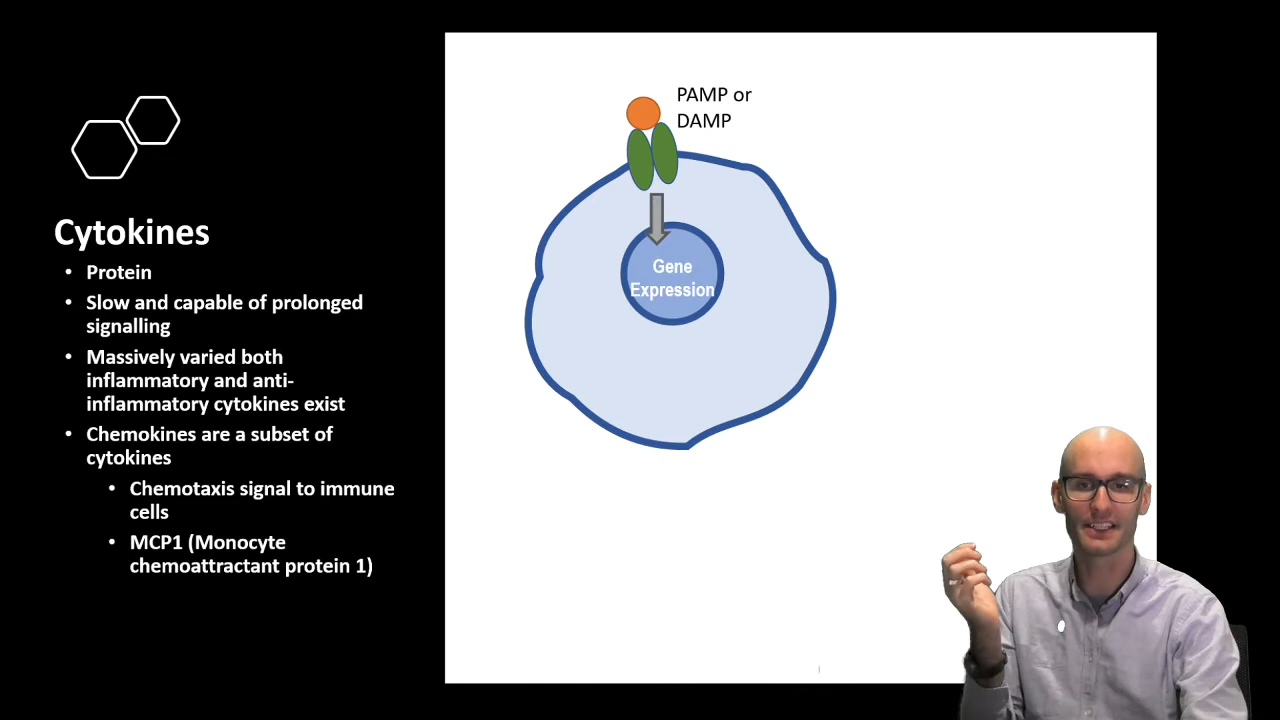 Cytokines
• Protein
• Slow and capable of prolonged
signalling
• Massively varied both
inflammatory and anti-
inflammatory cytokines exist
• Chemokines are a subset of
cytokines
• Chemotaxis signal to immune
cells
• MCP1 (Monocyte
chemoattractant protein 1)
PAMP or
DAMP
Gene
Expression